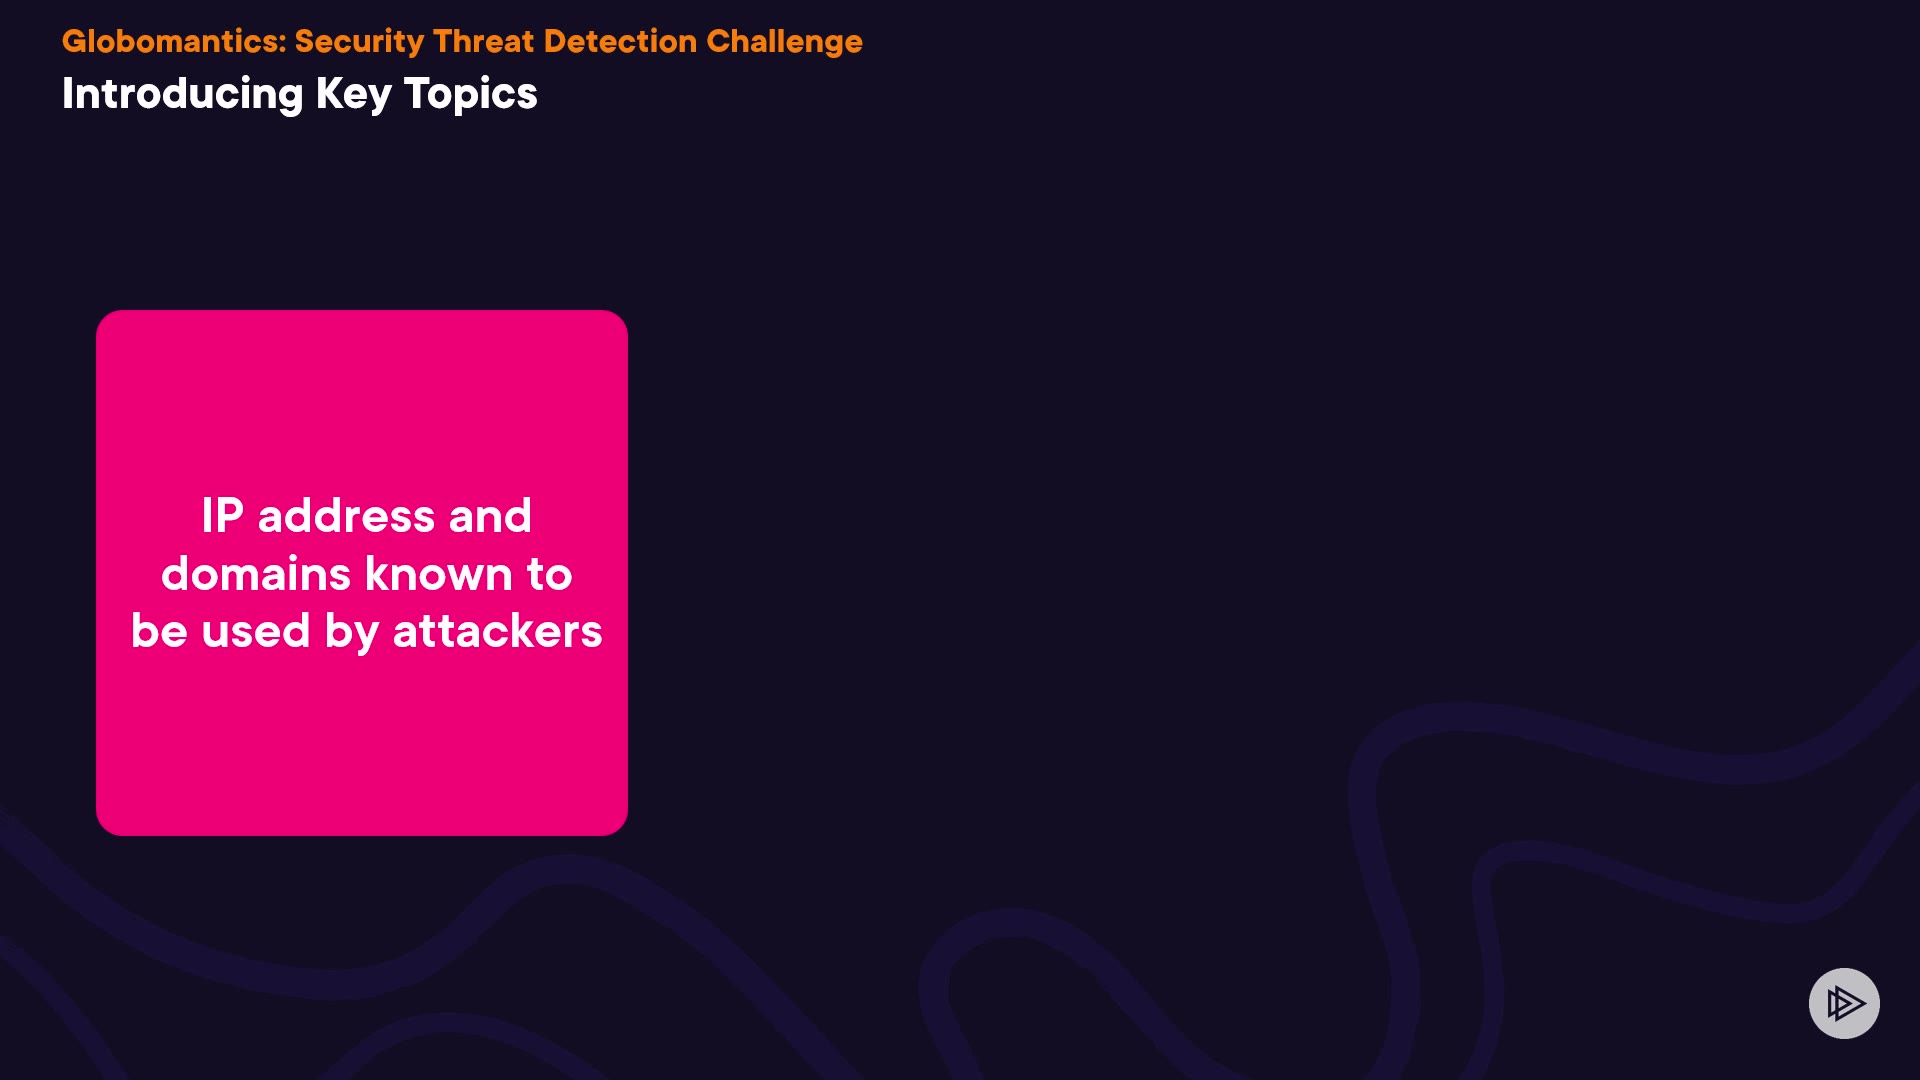 Globomantics: Security Threat Detection Challenge
Introducing Key Topics
IP address and
domains known to
be used by attackers